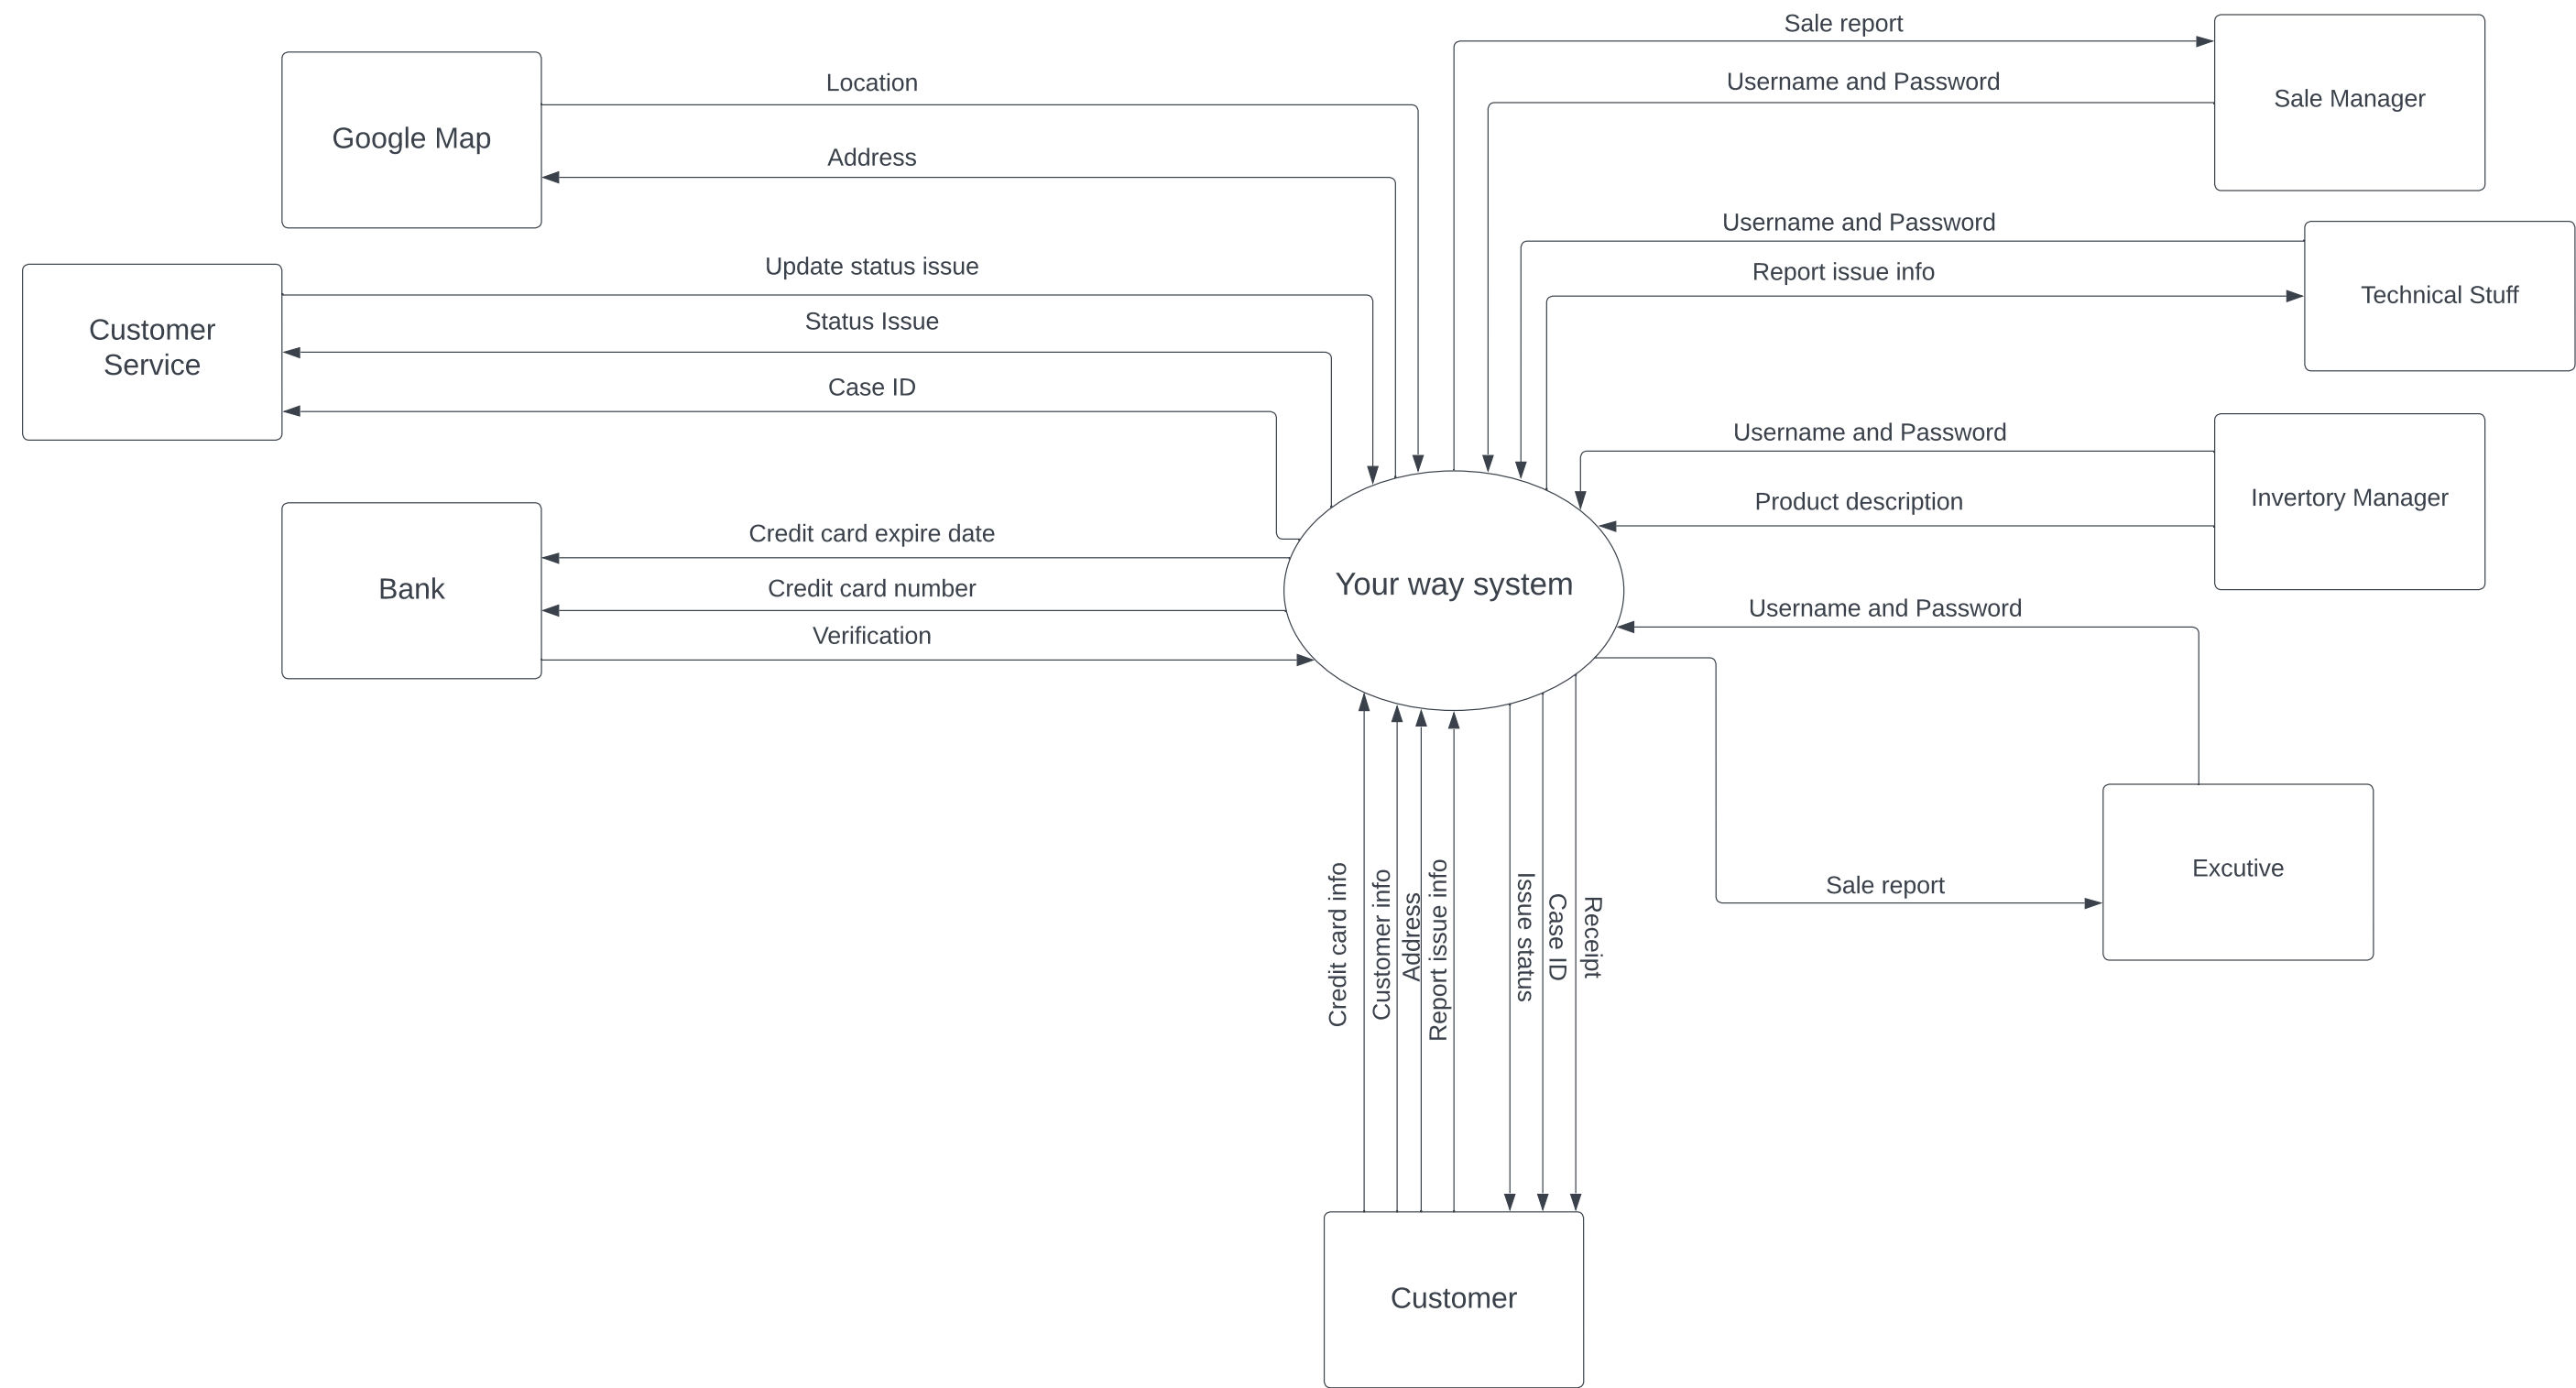 Sale report
Location
Username and Password
Sale Manager
Google Map
Address
Username and Password
Update status issue
Report issue info
Technical Stuff
Status Issue
Customer
Service
Case ID
Username and Password
Invertory Manager
Product description
Credit card expire date
Bank
Credit card number
Your way system
Username and Password
Verification
Excutive
Sale report
Credit card info
Customer info
Address
Report issue info
Issue status
Case ID
Receipt
Customer